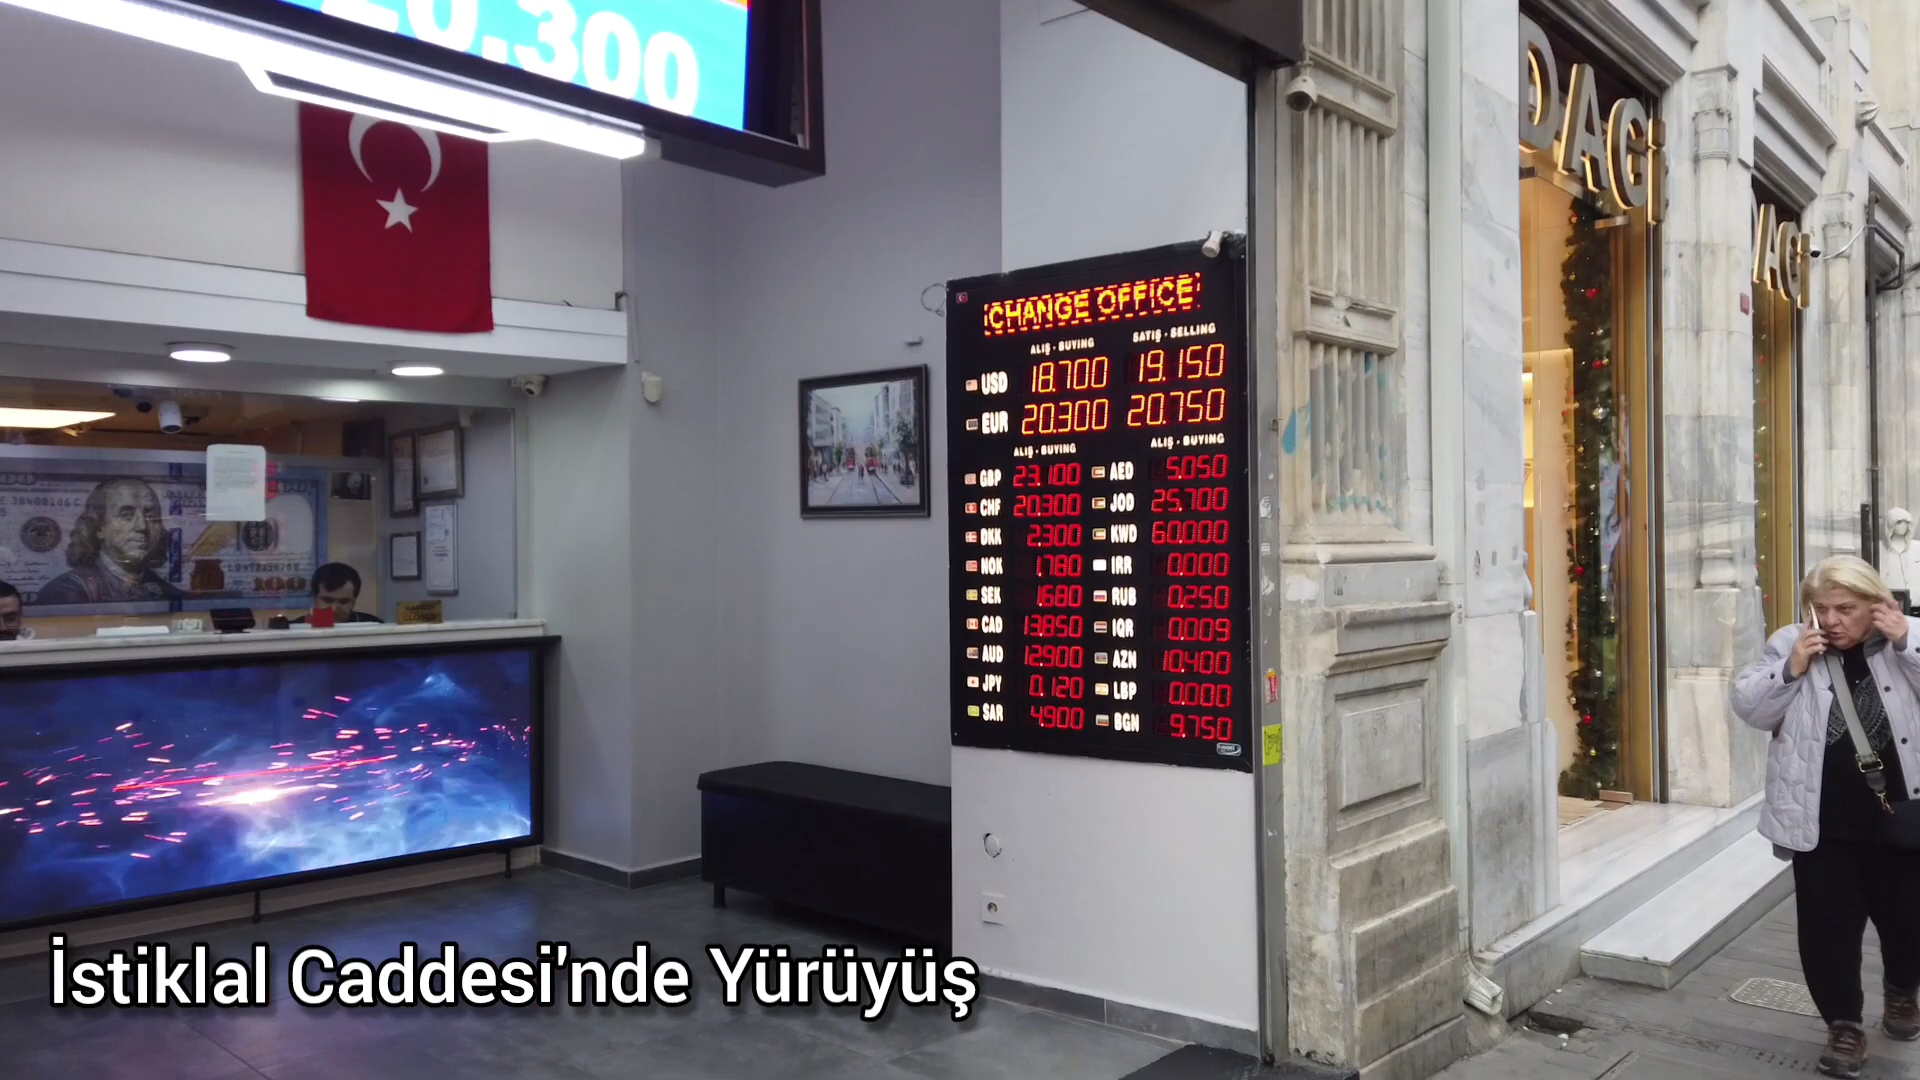 20.300
DAGİ
DAGİ
CHANGE OFFICE
ALIŞ - BUYING SATIŞ - SELLING
USD 18.700 19.150
EUR 20.300 20.750
ALIŞ - BUYING ALIŞ - BUYING
GBP 23.100 AED 5.050
CHF 20.300 JOD 25.700
DKK 2.300 KWD 60.000
NOK 1.780 IRR 0.000
SEK 1.680 RUB 0.250
CAD 13.850 IQR 0.009
AUD 12.900 AZN 10.400
JPY 0.120 LBP 0.000
SAR 4.900 BGN 9.750
100
CLOSED
İstiklal Caddesi'nde Yürüyüş